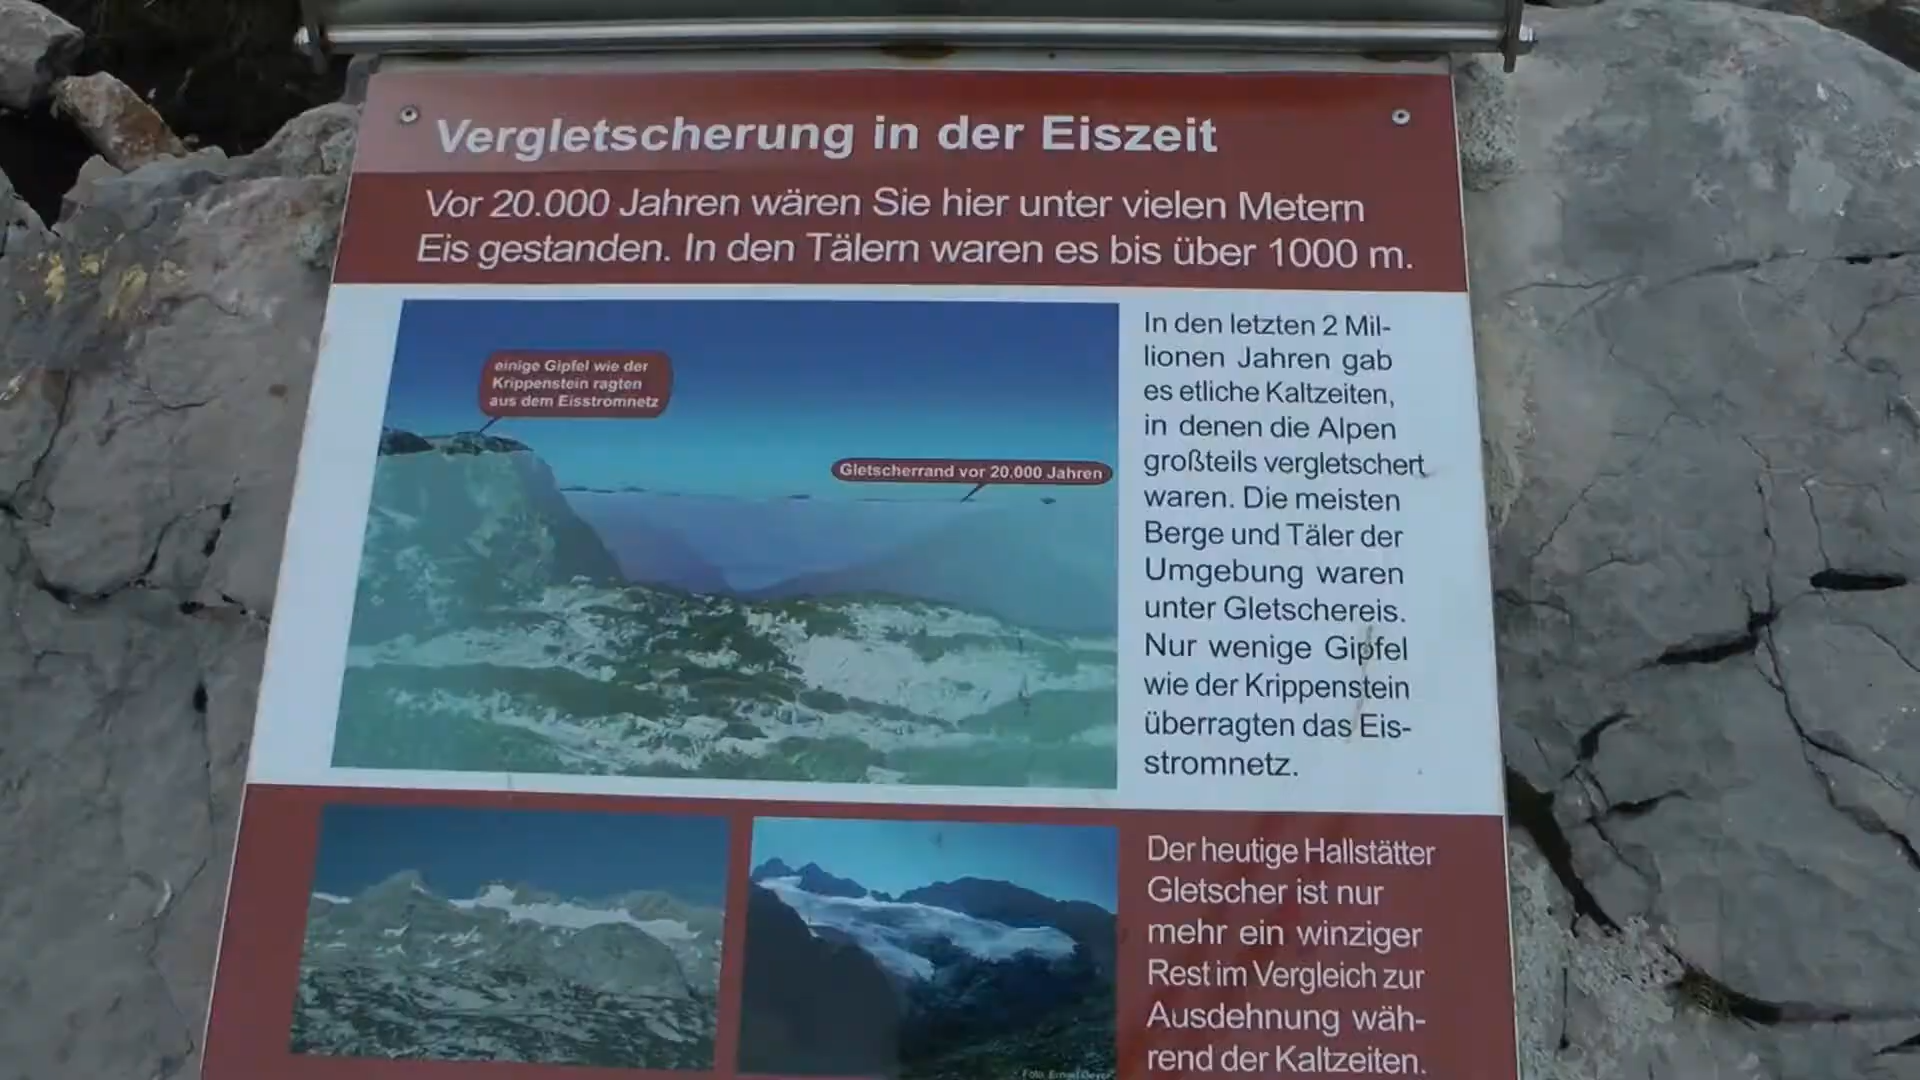 Vergletscherung in der Eiszeit
Vor 20.000 Jahren wären Sie hier unter vielen Metern
Eis gestanden. In den Tälern waren es bis über 1000 m.
einige Gipfel wie der
Krippenstein ragten
aus dem Eisstromnetz
Gletscherrand vor 20.000 Jahren
In den letzten 2 Mil-
lionen Jahren gab
es etliche Kaltzeiten,
in denen die Alpen
großteils vergletschert
waren. Die meisten
Berge und Täler der
Umgebung waren
unter Gletschereis.
Nur wenige Gipfel
wie der Krippenstein
überragten das Eis-
stromnetz.
Der heutige Hallstätter
Gletscher ist nur
mehr ein winziger
Rest im Vergleich zur
Ausdehnung wäh-
rend der Kaltzeiten.
Foto